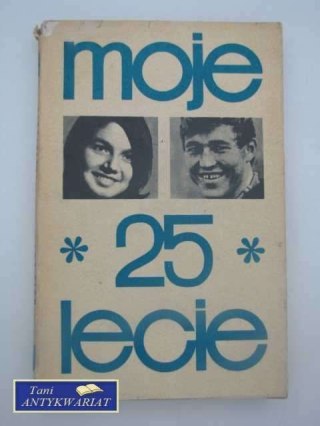 moje
* 25 *
lecie
Tani
ANTYKWARIAT